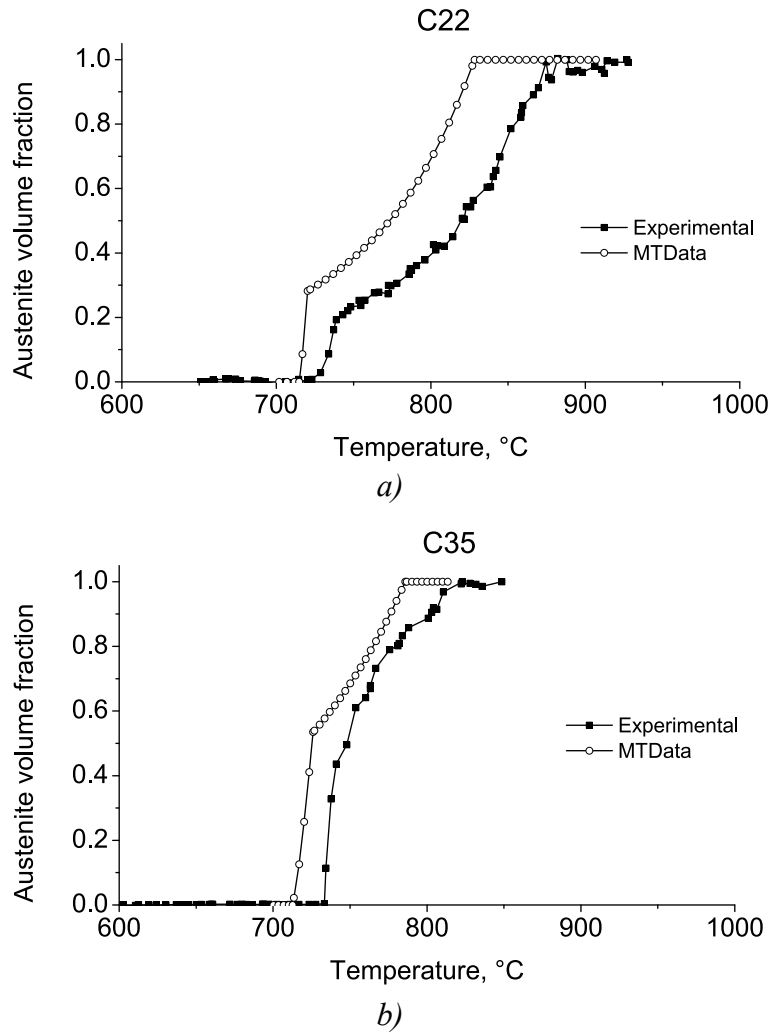 C22
Austenite volume fraction
1.0
0.8
0.6
0.4
0.2
0.0
Experimental
MTData
600 700 800 900 1000
Temperature, °C
a)
C35
Austenite volume fraction
1.0
0.8
0.6
0.4
0.2
0.0
Experimental
MTData
600 700 800 900 1000
Temperature, °C
b)